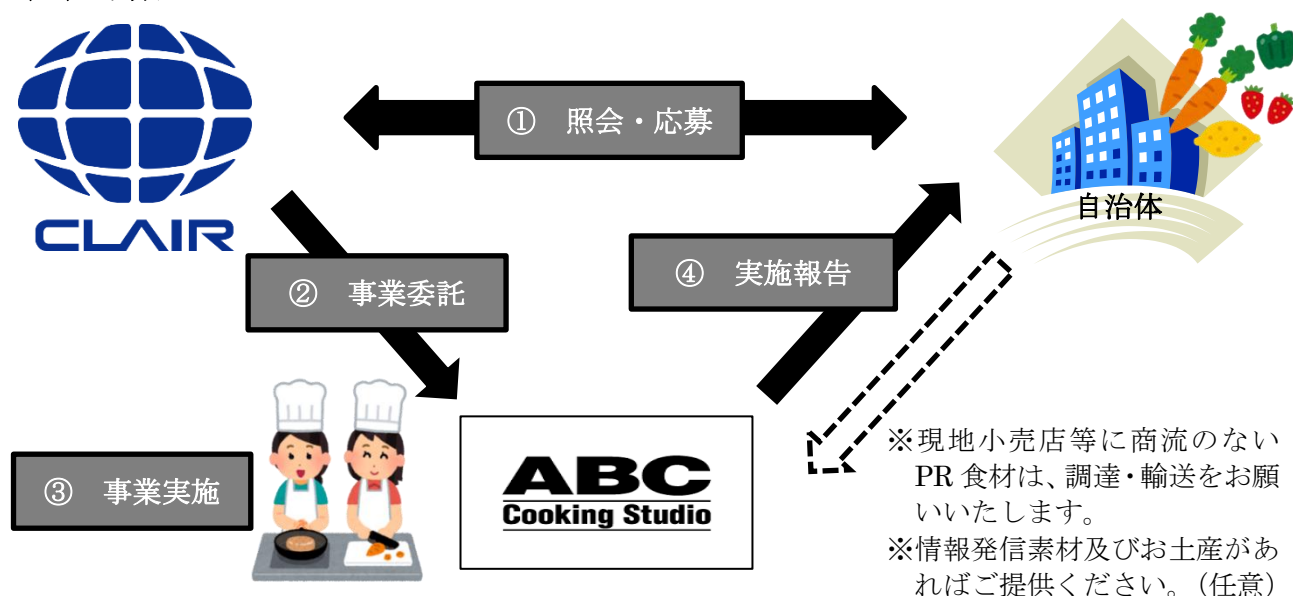 ① 照会・応募
CLAIR
自治体
② 事業委託
④ 実施報告
③ 事業実施
ABC
Cooking Studio
※現地小売店等に商流のない
PR 食材は、調達・輸送をお願
いいたします。
※情報発信素材及びお土産があ
ればご提供ください。（任意）